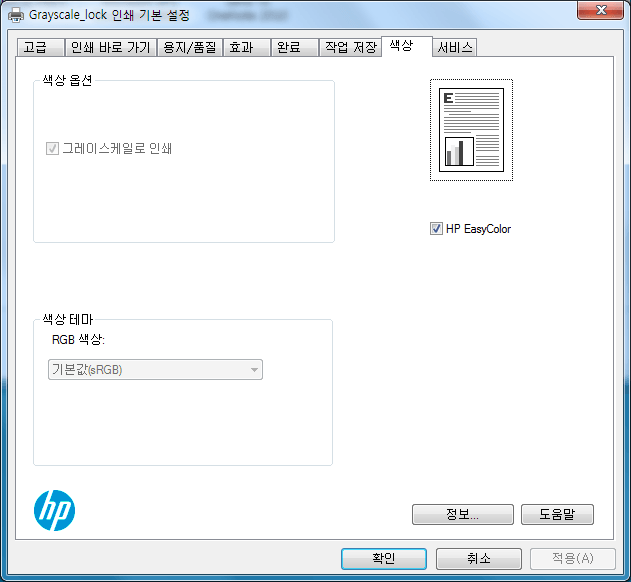 Grayscale_lock 인쇄 기본 설정
고급 인쇄 바로 가기 용지/품질 효과 완료 작업 저장 색상 서비스
색상 옵션
그레이스케일로 인쇄
E
HP EasyColor
색상 테마
RGB 색상:
기본값(sRGB)
hp
정보... 도움말
확인 취소 적용(A)